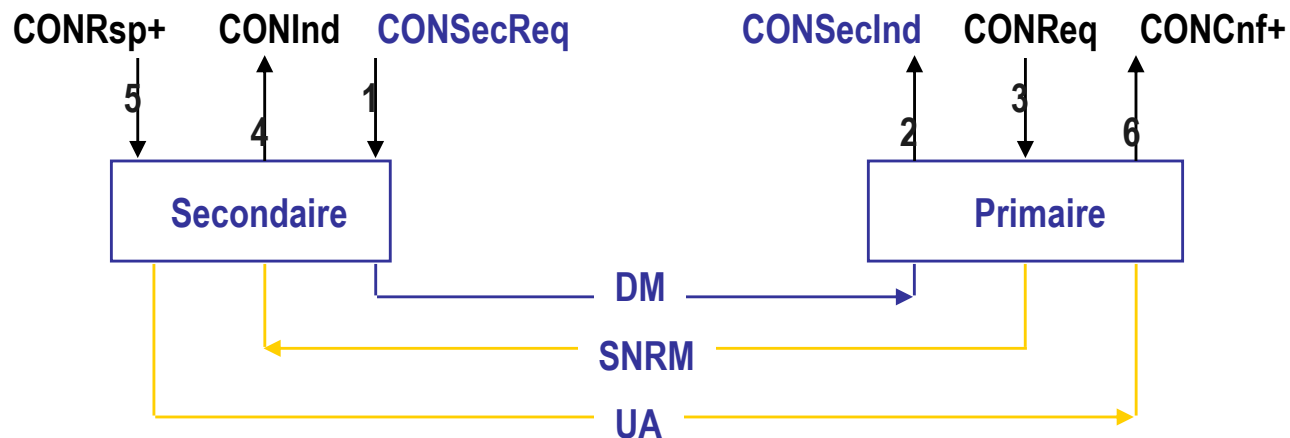 CONRsp+ CONInd CONSecReq CONSecInd CONReq CONCnf+
5 1 3
4 2 6
Secondaire Primaire
DM
SNRM
UA